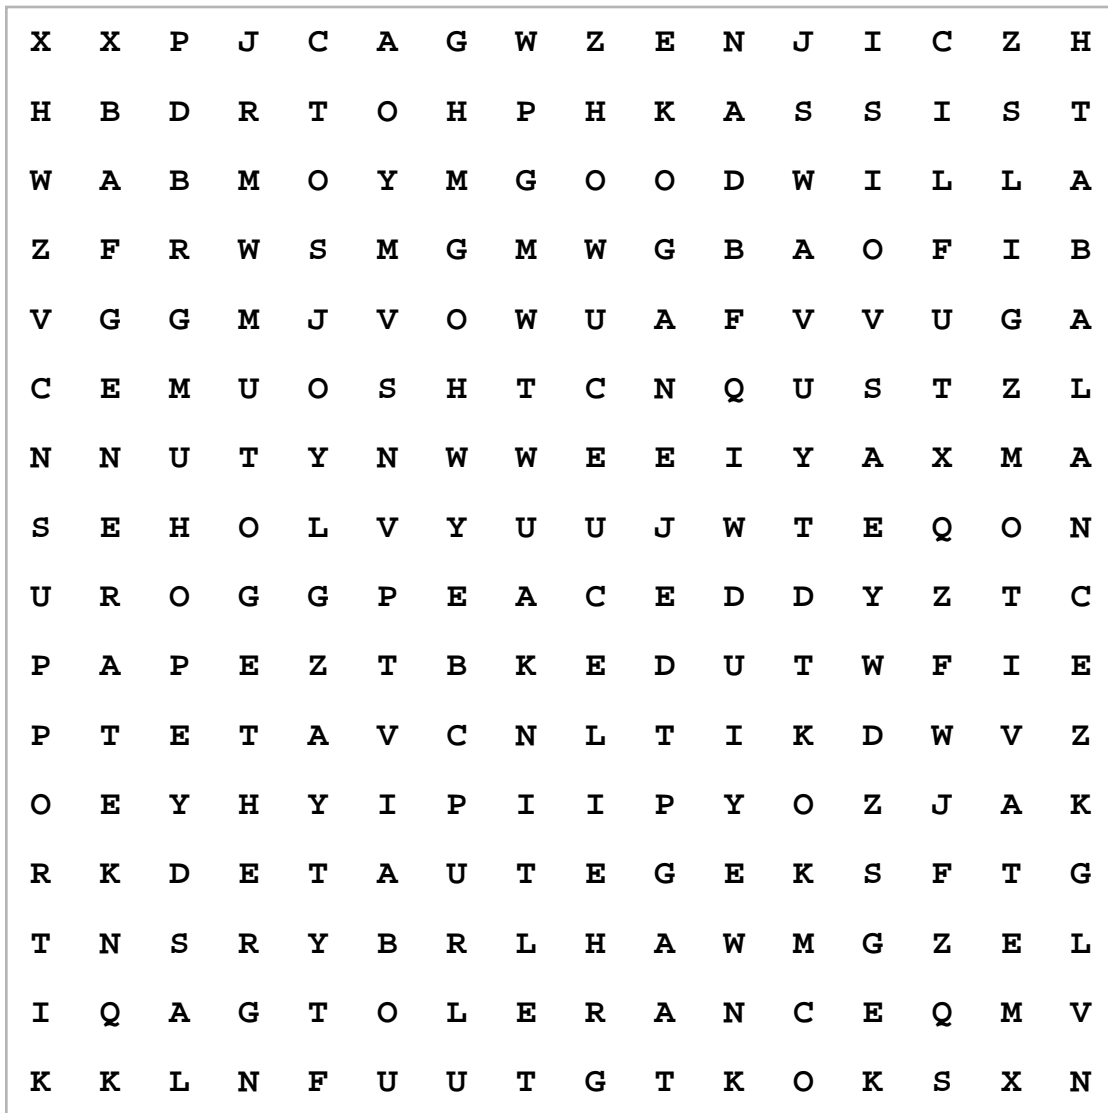 X X P J C A G W Z E N J I C Z H
H B D R T O H P H K A S S I S T
W A B M O Y M G O O D W I L L A
Z F R W S M G M W G B A O F I B
V G G M J V O W U A F V V U G A
C E M U O S H T C N Q U S T Z L
N N U T Y N W W E E I Y A X M A
S E H O L V Y U U J W T E Q O N
U R O G G P E A C E D D Y Z T C
P A P E Z T B K E D U T W F I E
P T E T A V C N L T I K D W V Z
O E Y H Y I P I I P Y O Z J A K
R K D E T A U T E G E K S F T G
T N S R Y B R L H A W M G Z E L
I Q A G T O L E R A N C E Q M V
K K L N F U U T G T K O K S X N